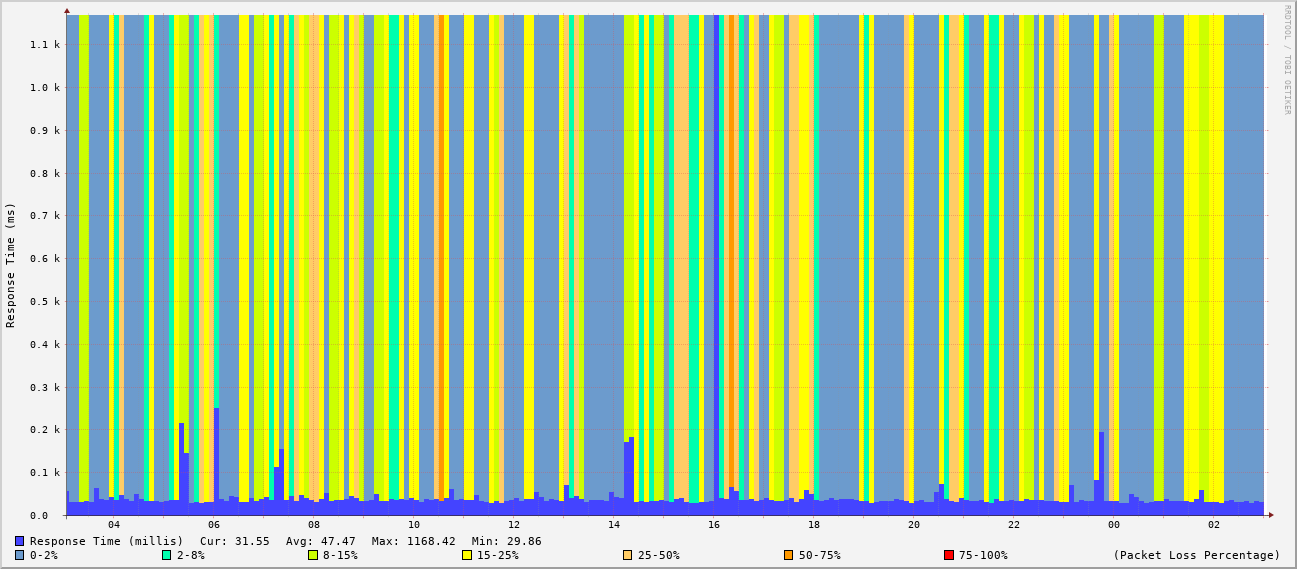 RRDTOOL / TOBI OETIKER
Response Time (ms)
1.1 k
1.0 k
0.9 k
0.8 k
0.7 k
0.6 k
0.5 k
0.4 k
0.3 k
0.2 k
0.1 k
0.0
04 06 08 10 12 14 16 18 20 22 00 02
Response Time (millis) Cur: 31.55 Avg: 47.47 Max: 1168.42 Min: 29.86
0-2% 2-8% 8-15% 15-25% 25-50% 50-75% 75-100% (Packet Loss Percentage)